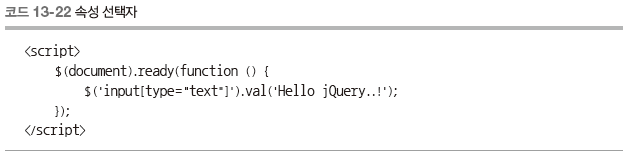 코드 13-22 속성 선택자
<script>
$(document).ready(function () {
$('input[type="text"]').val('Hello jQuery..!');
});
</script>